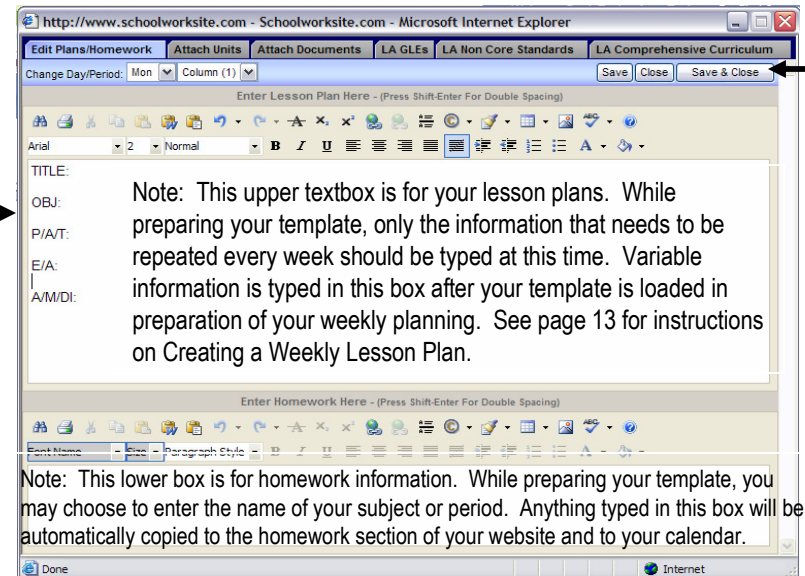 http://www.schoolworksite.com - Schoolworksite.com - Microsoft Internet Explorer
Edit Plans/Homework Attach Units Attach Documents LA GLEs LA Non Core Standards LA Comprehensive Curriculum
Change Day/Period: Mon Column (1) Save Close Save & Close
Enter Lesson Plan Here - (Press Shift-Enter For Double Spacing)
Arial 2 Normal B I U
TITLE:
OBJ:
P/A/T:
E/A:
A/M/DI:
Note: This upper textbox is for your lesson plans. While
preparing your template, only the information that needs to be
repeated every week should be typed at this time. Variable
information is typed in this box after your template is loaded in
preparation of your weekly planning. See page 13 for instructions
on Creating a Weekly Lesson Plan.
Enter Homework Here - (Press Shift-Enter For Double Spacing)
Font Name Size Paragraph Style B I U
Note: This lower box is for homework information. While preparing your template, you
may choose to enter the name of your subject or period. Anything typed in this box will be
automatically copied to the homework section of your website and to your calendar.
Done Internet